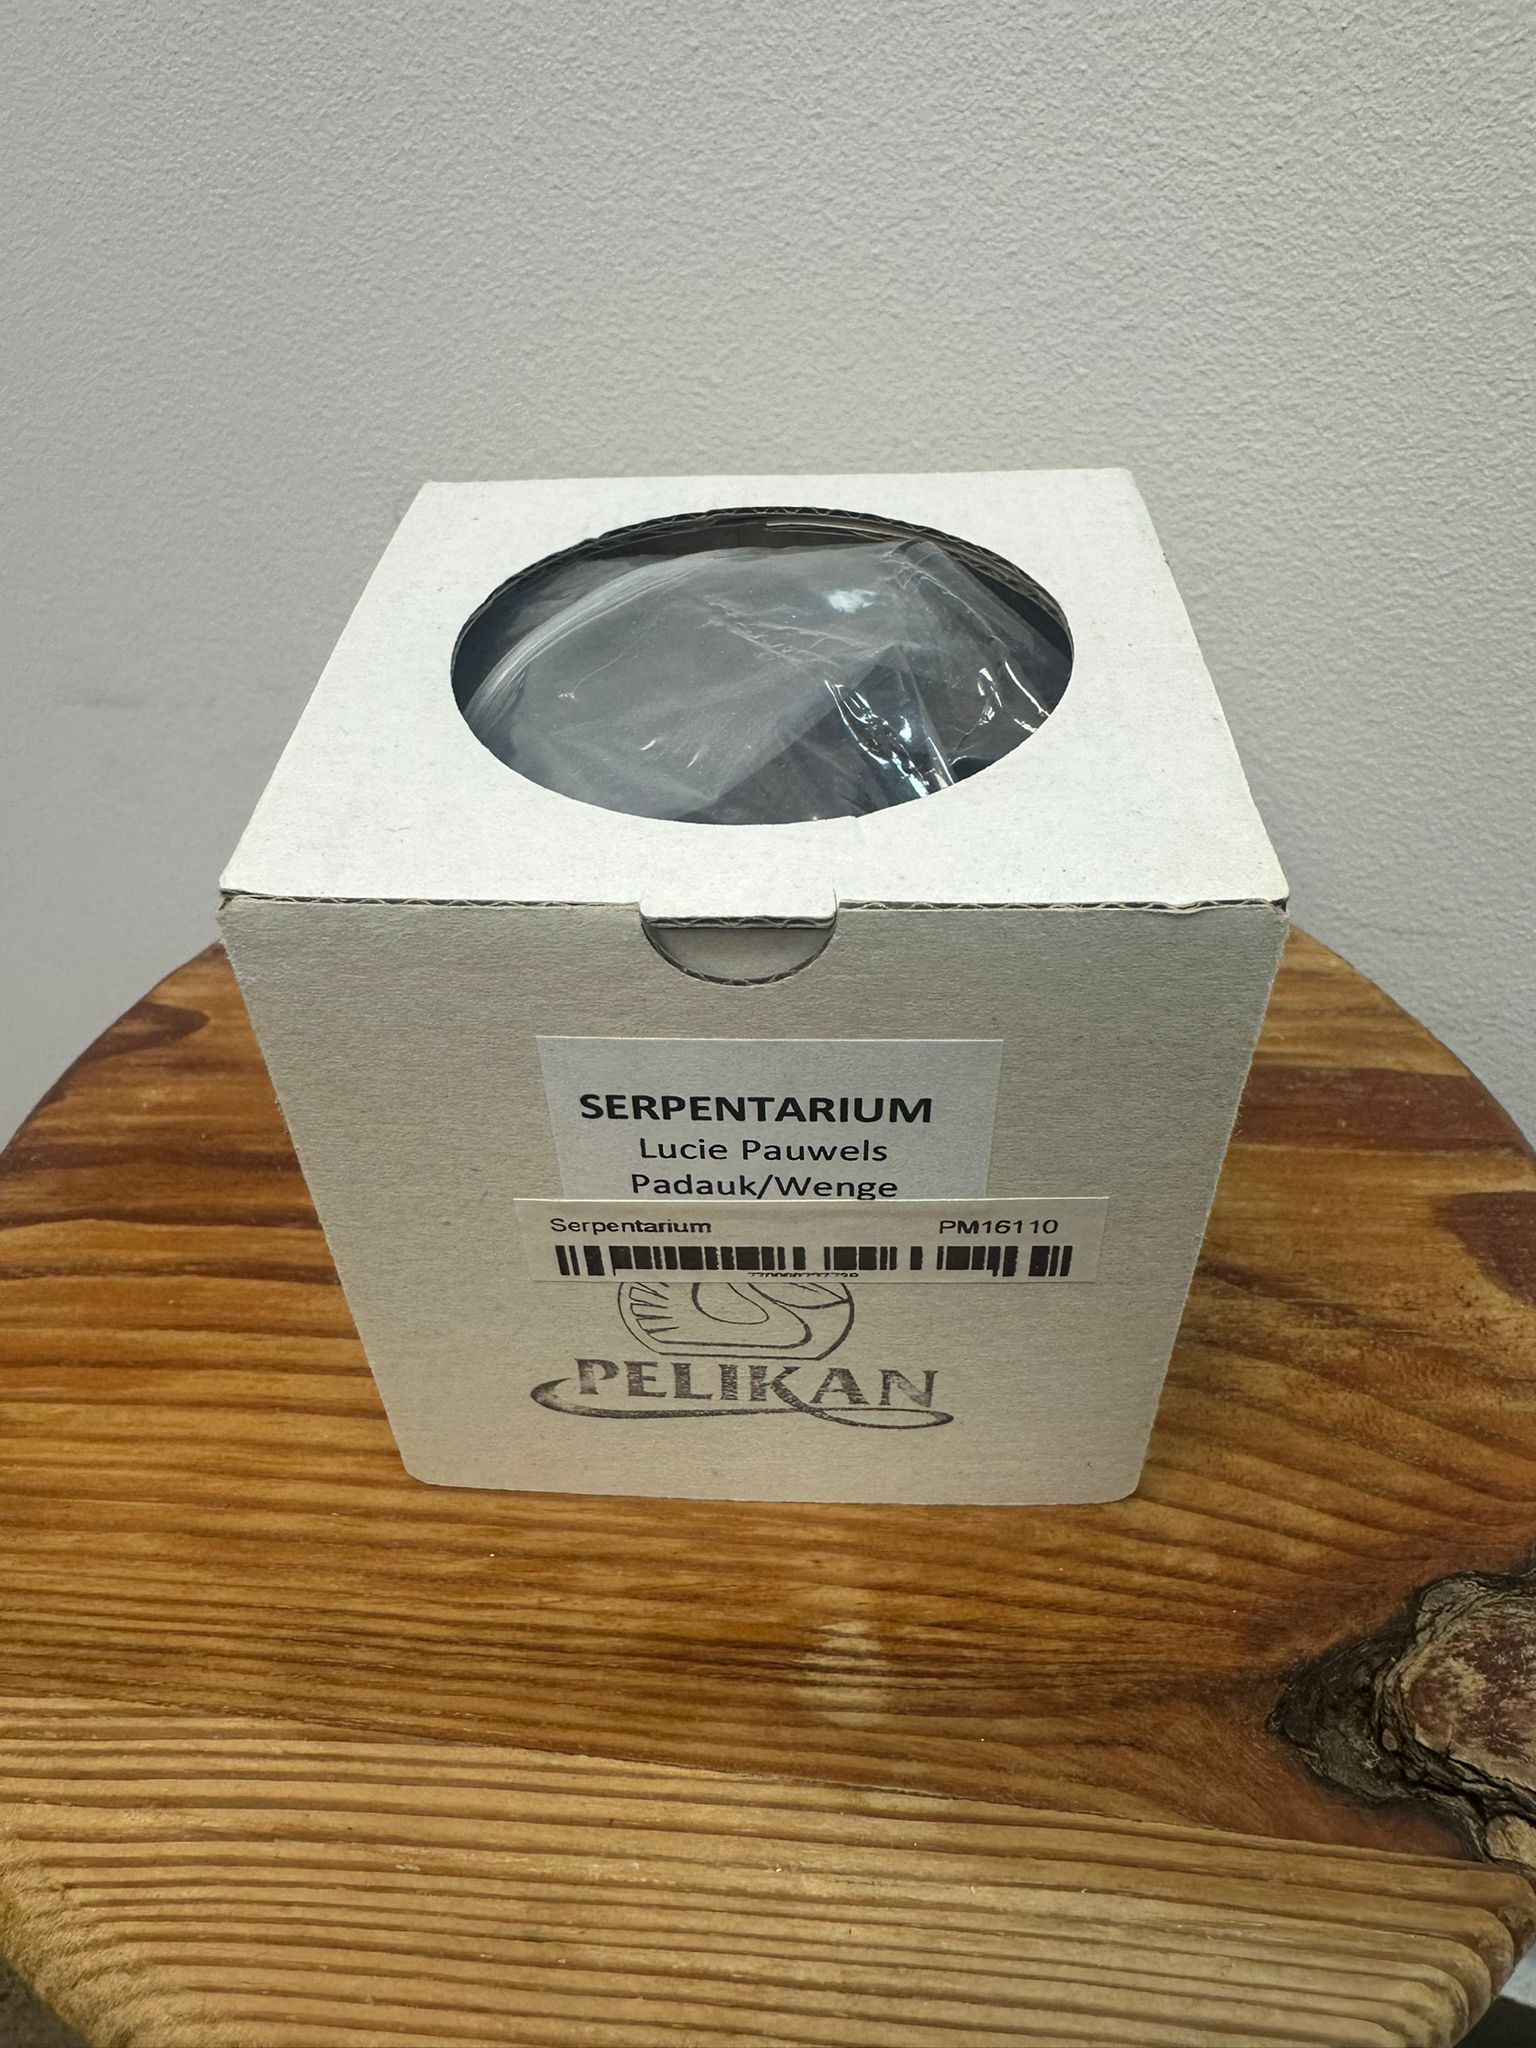 SERPENTARIUM
Lucie Pauwels
Padauk/Wenge
Serpentarium PM16110
PELIKAN